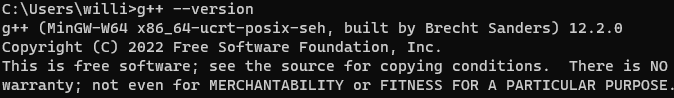 C:\Users\willi>g++ --version
g++ (MinGW-W64 x86_64-ucrt-posix-seh, built by Brecht Sanders) 12.2.0
Copyright (C) 2022 Free Software Foundation, Inc.
This is free software; see the source for copying conditions.  There is NO
warranty; not even for MERCHANTABILITY or FITNESS FOR A PARTICULAR PURPOSE.